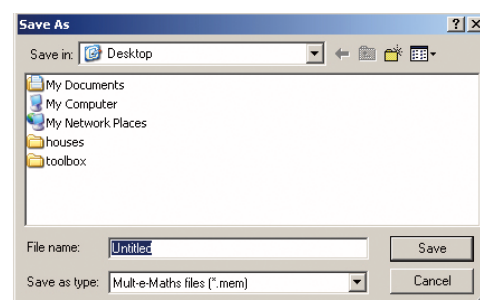 Save As
Save in: Desktop
My Documents
My Computer
My Network Places
houses
toolbox
File name: Untitled Save
Save as type: Mult-e-Maths files (*.mem) Cancel